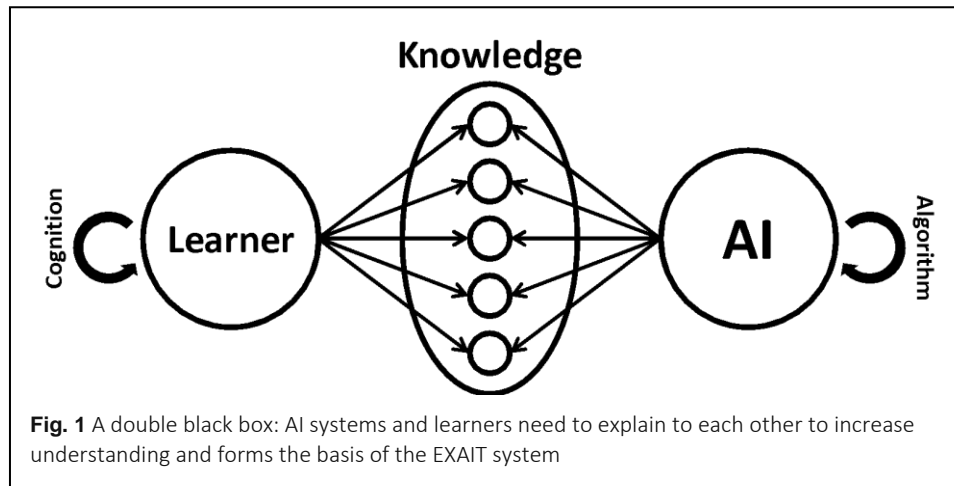 Knowledge
Cognition
Learner
AI
Algorithm
Fig. 1 A double black box: AI systems and learners need to explain to each other to increase
understanding and forms the basis of the EXAIT system